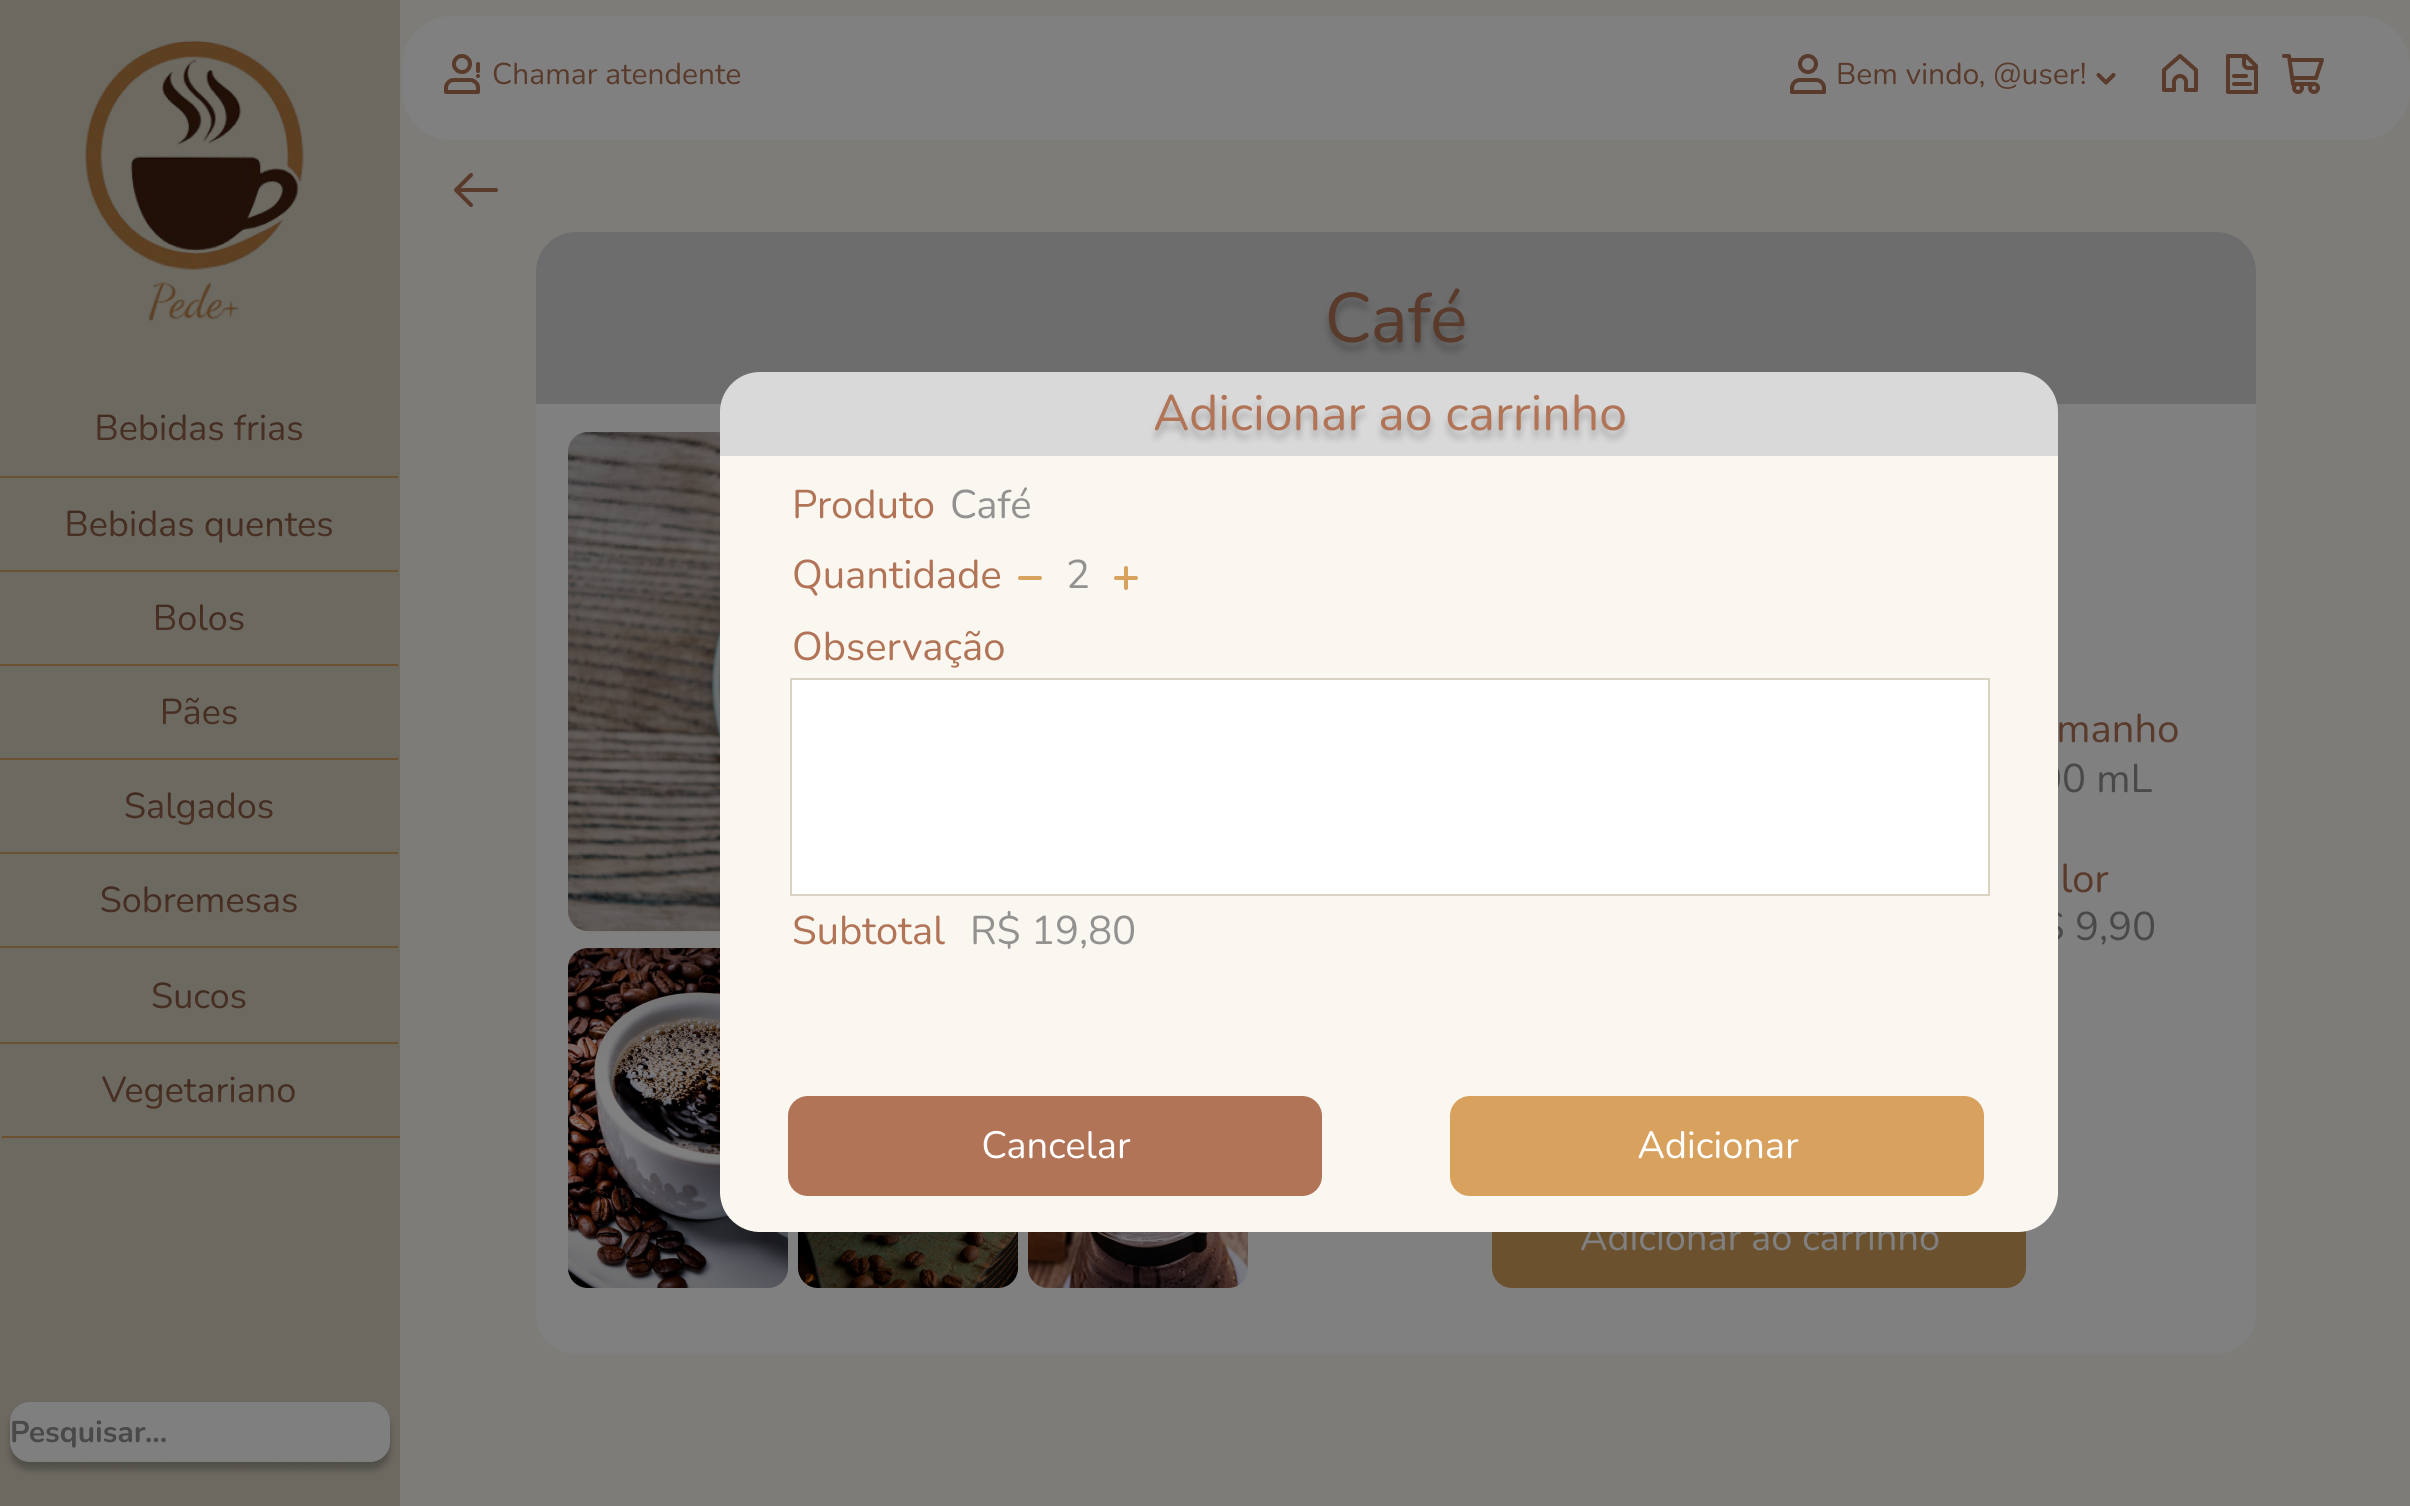 Pede+
Chamar atendente
Bem vindo, @user!
Café
Bebidas frias
Bebidas quentes
Bolos
Pães
Salgados
Sobremesas
Sucos
Vegetariano
Pesquisar...
Adicionar ao carrinho
Produto Café
Quantidade − 2 +
Observação
Subtotal R$ 19,80
Cancelar
Adicionar
manho
0 mL
lor
9,90
Adicionar ao carrinho